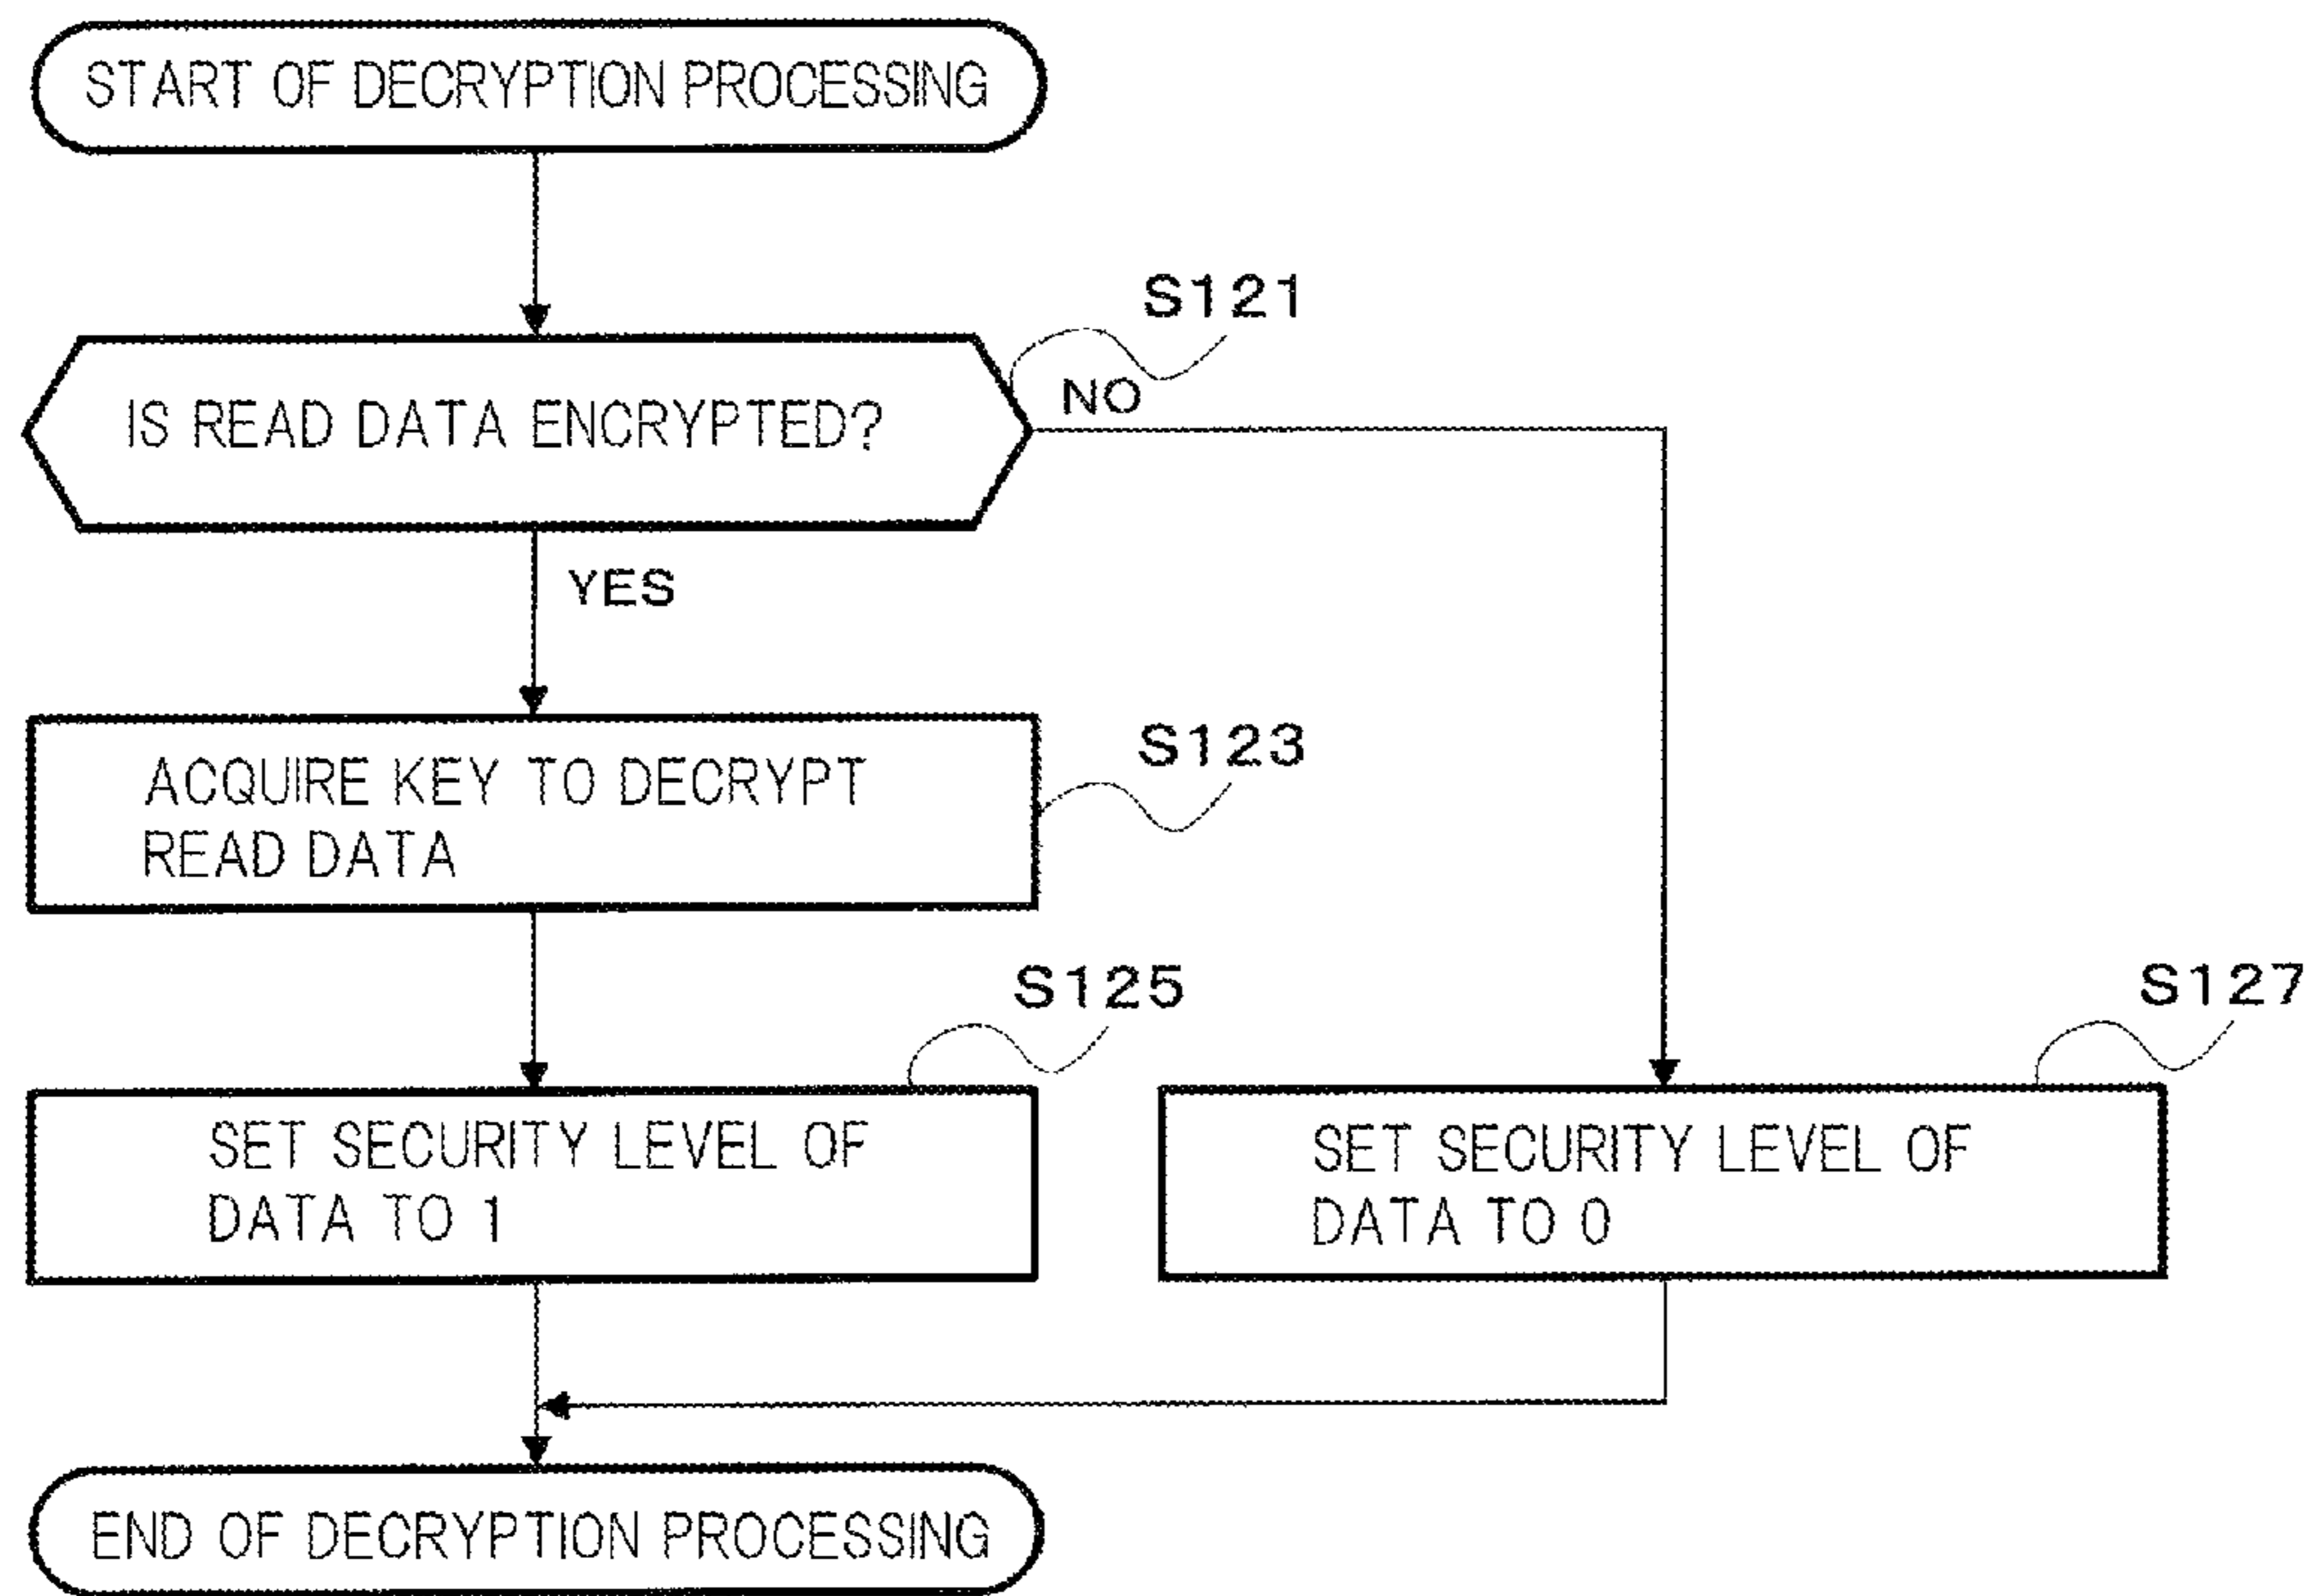 START OF DECRYPTION PROCESSING
S121
IS READ DATA ENCRYPTED?
NO
YES
S123
ACQUIRE KEY TO DECRYPT
READ DATA
S125
SET SECURITY LEVEL OF
DATA TO 1
S127
SET SECURITY LEVEL OF
DATA TO 0
END OF DECRYPTION PROCESSING